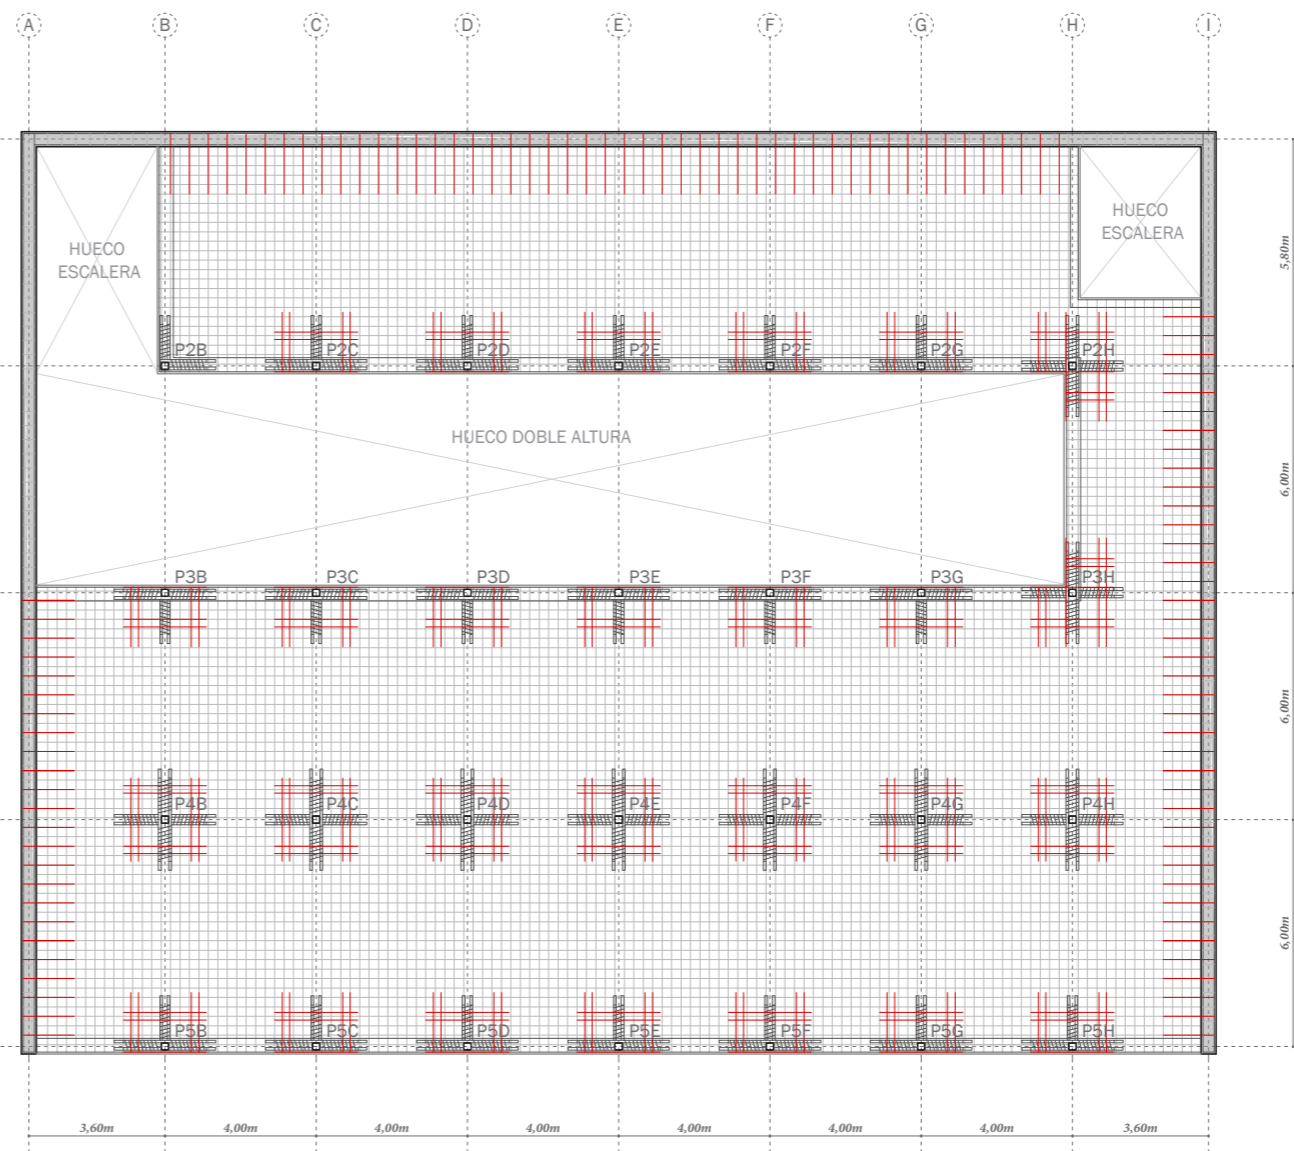 A B C D E F G H I
HUECO
ESCALERA
HUECO
ESCALERA
5,80m
P2B P2C P2D P2E P2F P2G P2H
HUECO DOBLE ALTURA
6,00m
P3B P3C P3D P3E P3F P3G P3H
6,00m
P4B P4C P4D P4E P4F P4G P4H
6,00m
P5B P5C P5D P5E P5F P5G P5H
3,60m 4,00m 4,00m 4,00m 4,00m 4,00m 4,00m 3,60m